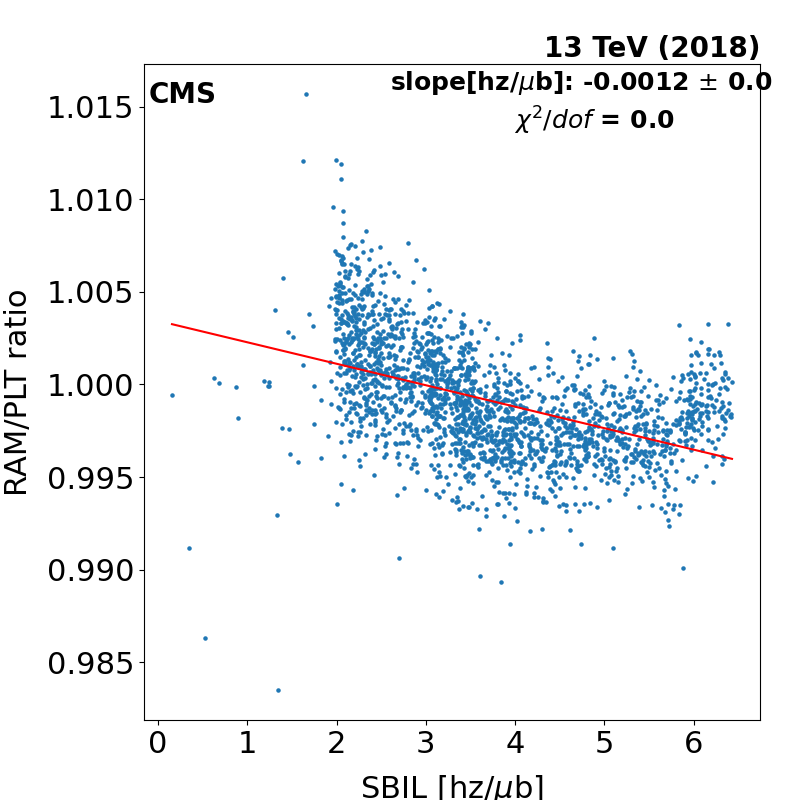 13 TeV (2018)
CMS
slope[hz/μb]: -0.0012 ± 0.0
χ²/dof = 0.0
1.015
1.010
1.005
1.000
0.995
0.990
0.985
RAM/PLT ratio
0 1 2 3 4 5 6
SBIL [hz/μb]